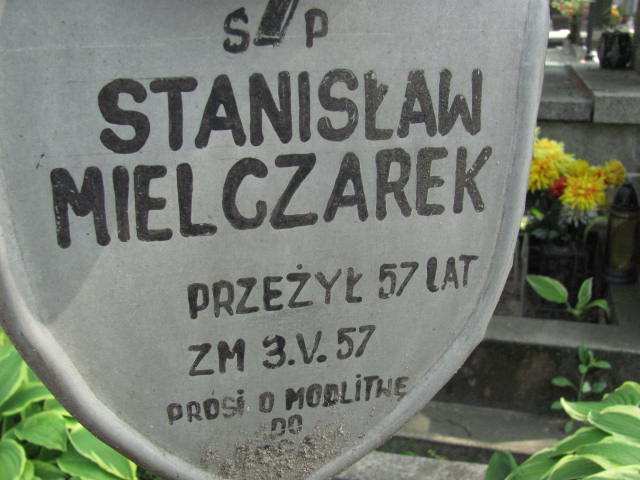 Ś P
STANISŁAW
MIELCZAREK
PRZEŻYŁ 57 LAT
ZM 3.V.57
PROSI O MODLITWĘ
DO